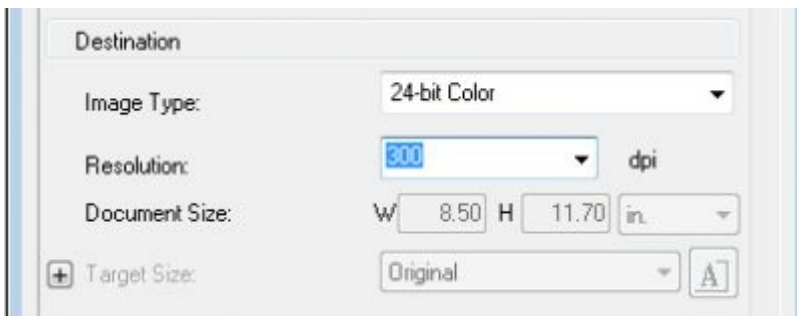 Destination
Image Type: 24-bit Color
Resolution: 300 dpi
Document Size: W 8.50 H 11.70 in.
Target Size: Original A